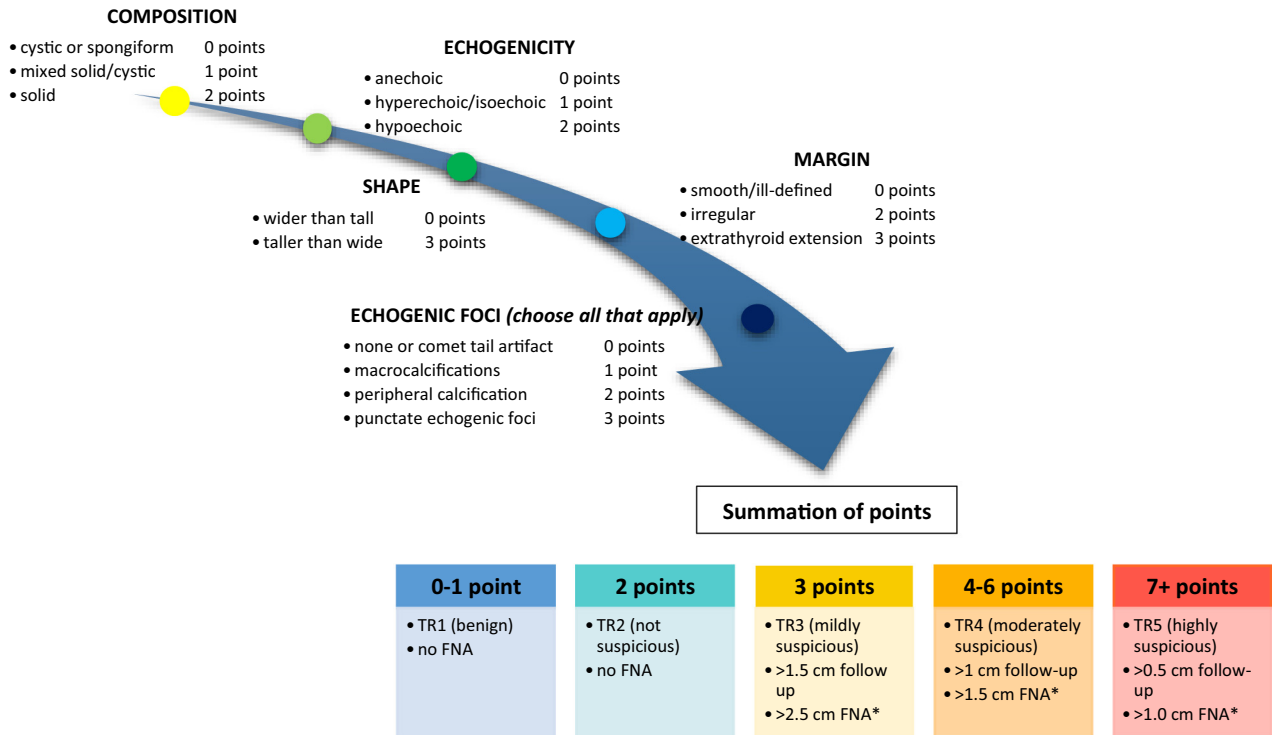 COMPOSITION
• cystic or spongiform 0 points
• mixed solid/cystic 1 point
• solid 2 points
ECHOGENICITY
• anechoic 0 points
• hyperechoic/isoechoic 1 point
• hypoechoic 2 points
SHAPE
• wider than tall 0 points
• taller than wide 3 points
MARGIN
• smooth/ill-defined 0 points
• irregular 2 points
• extrathyroid extension 3 points
ECHOGENIC FOCI (choose all that apply)
• none or comet tail artifact 0 points
• macrocalcifications 1 point
• peripheral calcification 2 points
• punctate echogenic foci 3 points
Summation of points
0-1 point
• TR1 (benign)
• no FNA
2 points
• TR2 (not
suspicious)
• no FNA
3 points
• TR3 (mildly
suspicious)
• >1.5 cm follow
up
• >2.5 cm FNA*
4-6 points
• TR4 (moderately
suspicious)
• >1 cm follow-up
• >1.5 cm FNA*
7+ points
• TR5 (highly
suspicious)
• >0.5 cm follow-
up
• >1.0 cm FNA*